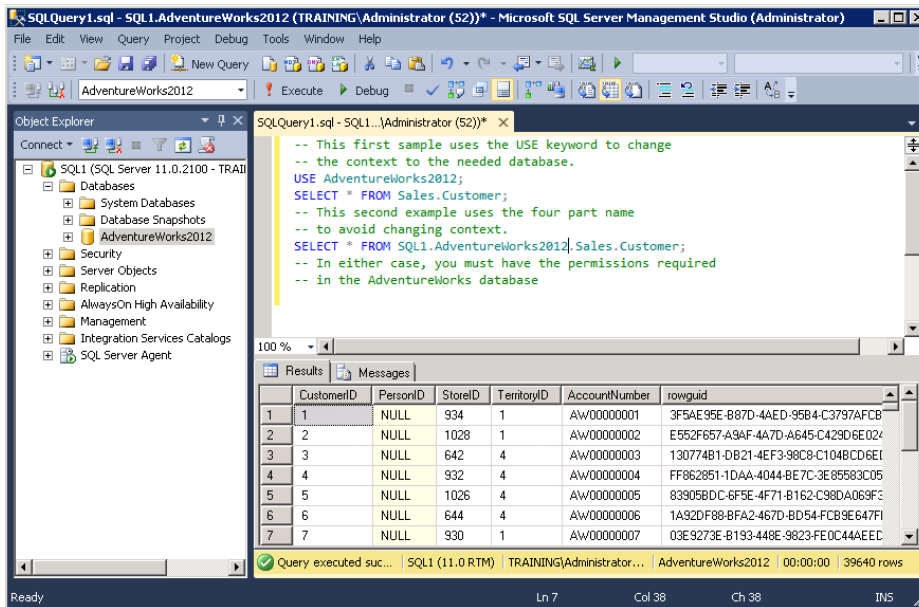 SQLQuery1.sql - SQL1.AdventureWorks2012 (TRAINING\Administrator (52))* - Microsoft SQL Server Management Studio (Administrator)
File Edit View Query Project Debug Tools Window Help
New Query
AdventureWorks2012 Execute Debug
Object Explorer
Connect
SQL1 (SQL Server 11.0.2100 - TRAI
Databases
System Databases
Database Snapshots
AdventureWorks2012
Security
Server Objects
Replication
AlwaysOn High Availability
Management
Integration Services Catalogs
SQL Server Agent
SQLQuery1.sql - SQL1...\Administrator (52))*
-- This first sample uses the USE keyword to change
-- the context to the needed database.
USE AdventureWorks2012;
SELECT * FROM Sales.Customer;
-- This second example uses the four part name
-- to avoid changing context.
SELECT * FROM SQL1.AdventureWorks2012.Sales.Customer;
-- In either case, you must have the permissions required
-- in the AdventureWorks database
100 %
Results Messages
CustomerID PersonID StoreID TerritoryID AccountNumber rowguid
1 1 NULL 934 1 AW00000001 3F5AE95E-B87D-4AED-95B4-C3797AFCB
2 2 NULL 1028 1 AW00000002 E552F657-A9AF-4A7D-A645-C429D6E024
3 3 NULL 642 4 AW00000003 130774B1-DB21-4EF3-98C8-C104BCD6ED
4 4 NULL 932 4 AW00000004 FF862851-1DAA-4044-BE7C-3E85583C05
5 5 NULL 1026 4 AW00000005 83905BDC-6F5E-4F71-B162-C98DA069F3
6 6 NULL 644 4 AW00000006 1A92DF88-BFA2-467D-BD54-FCB9E647F
7 7 NULL 930 1 AW00000007 03E9273E-B193-448E-9823-FE0C44AEED
Query executed suc... SQL1 (11.0 RTM) TRAINING\Administrator... AdventureWorks2012 00:00:00 39640 rows
Ready Ln 7 Col 38 Ch 38 INS